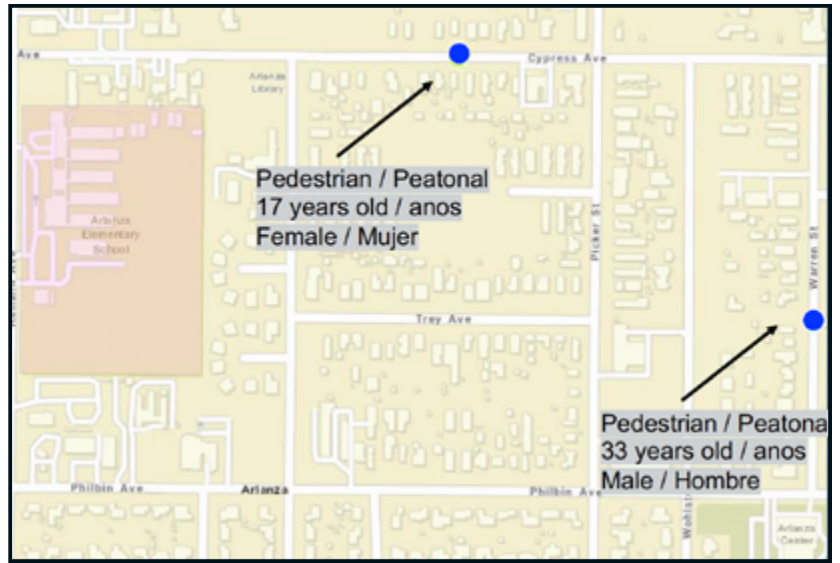 Ave
Cypress Ave
Arlanza
Library
Pedestrian / Peatonal
17 years old / anos
Female / Mujer
Arlanza
Elementary
School
Picker St
Warren St
Trey Ave
Pedestrian / Peatona
33 years old / anos
Male / Hombre
Philbin Ave
Arlanza
Philbin Ave
Arlanza
Center